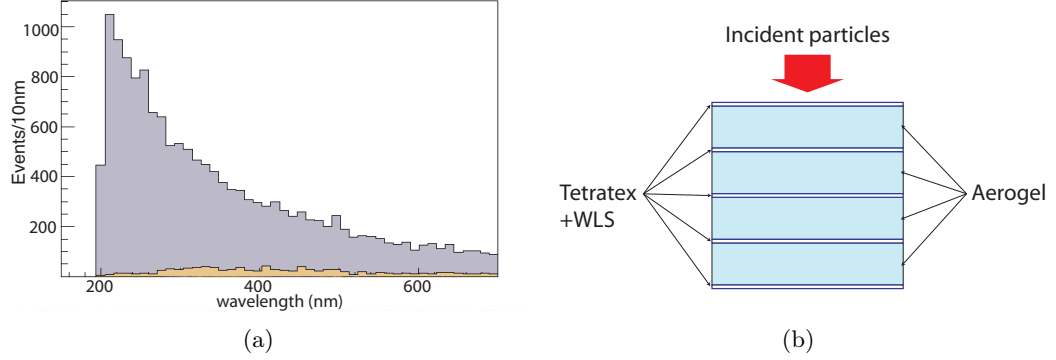 1000
800
600
400
200
Events/10nm
200
400
600
wavelength (nm)
(a)
Incident particles
Tetratex
+WLS
Aerogel
(b)